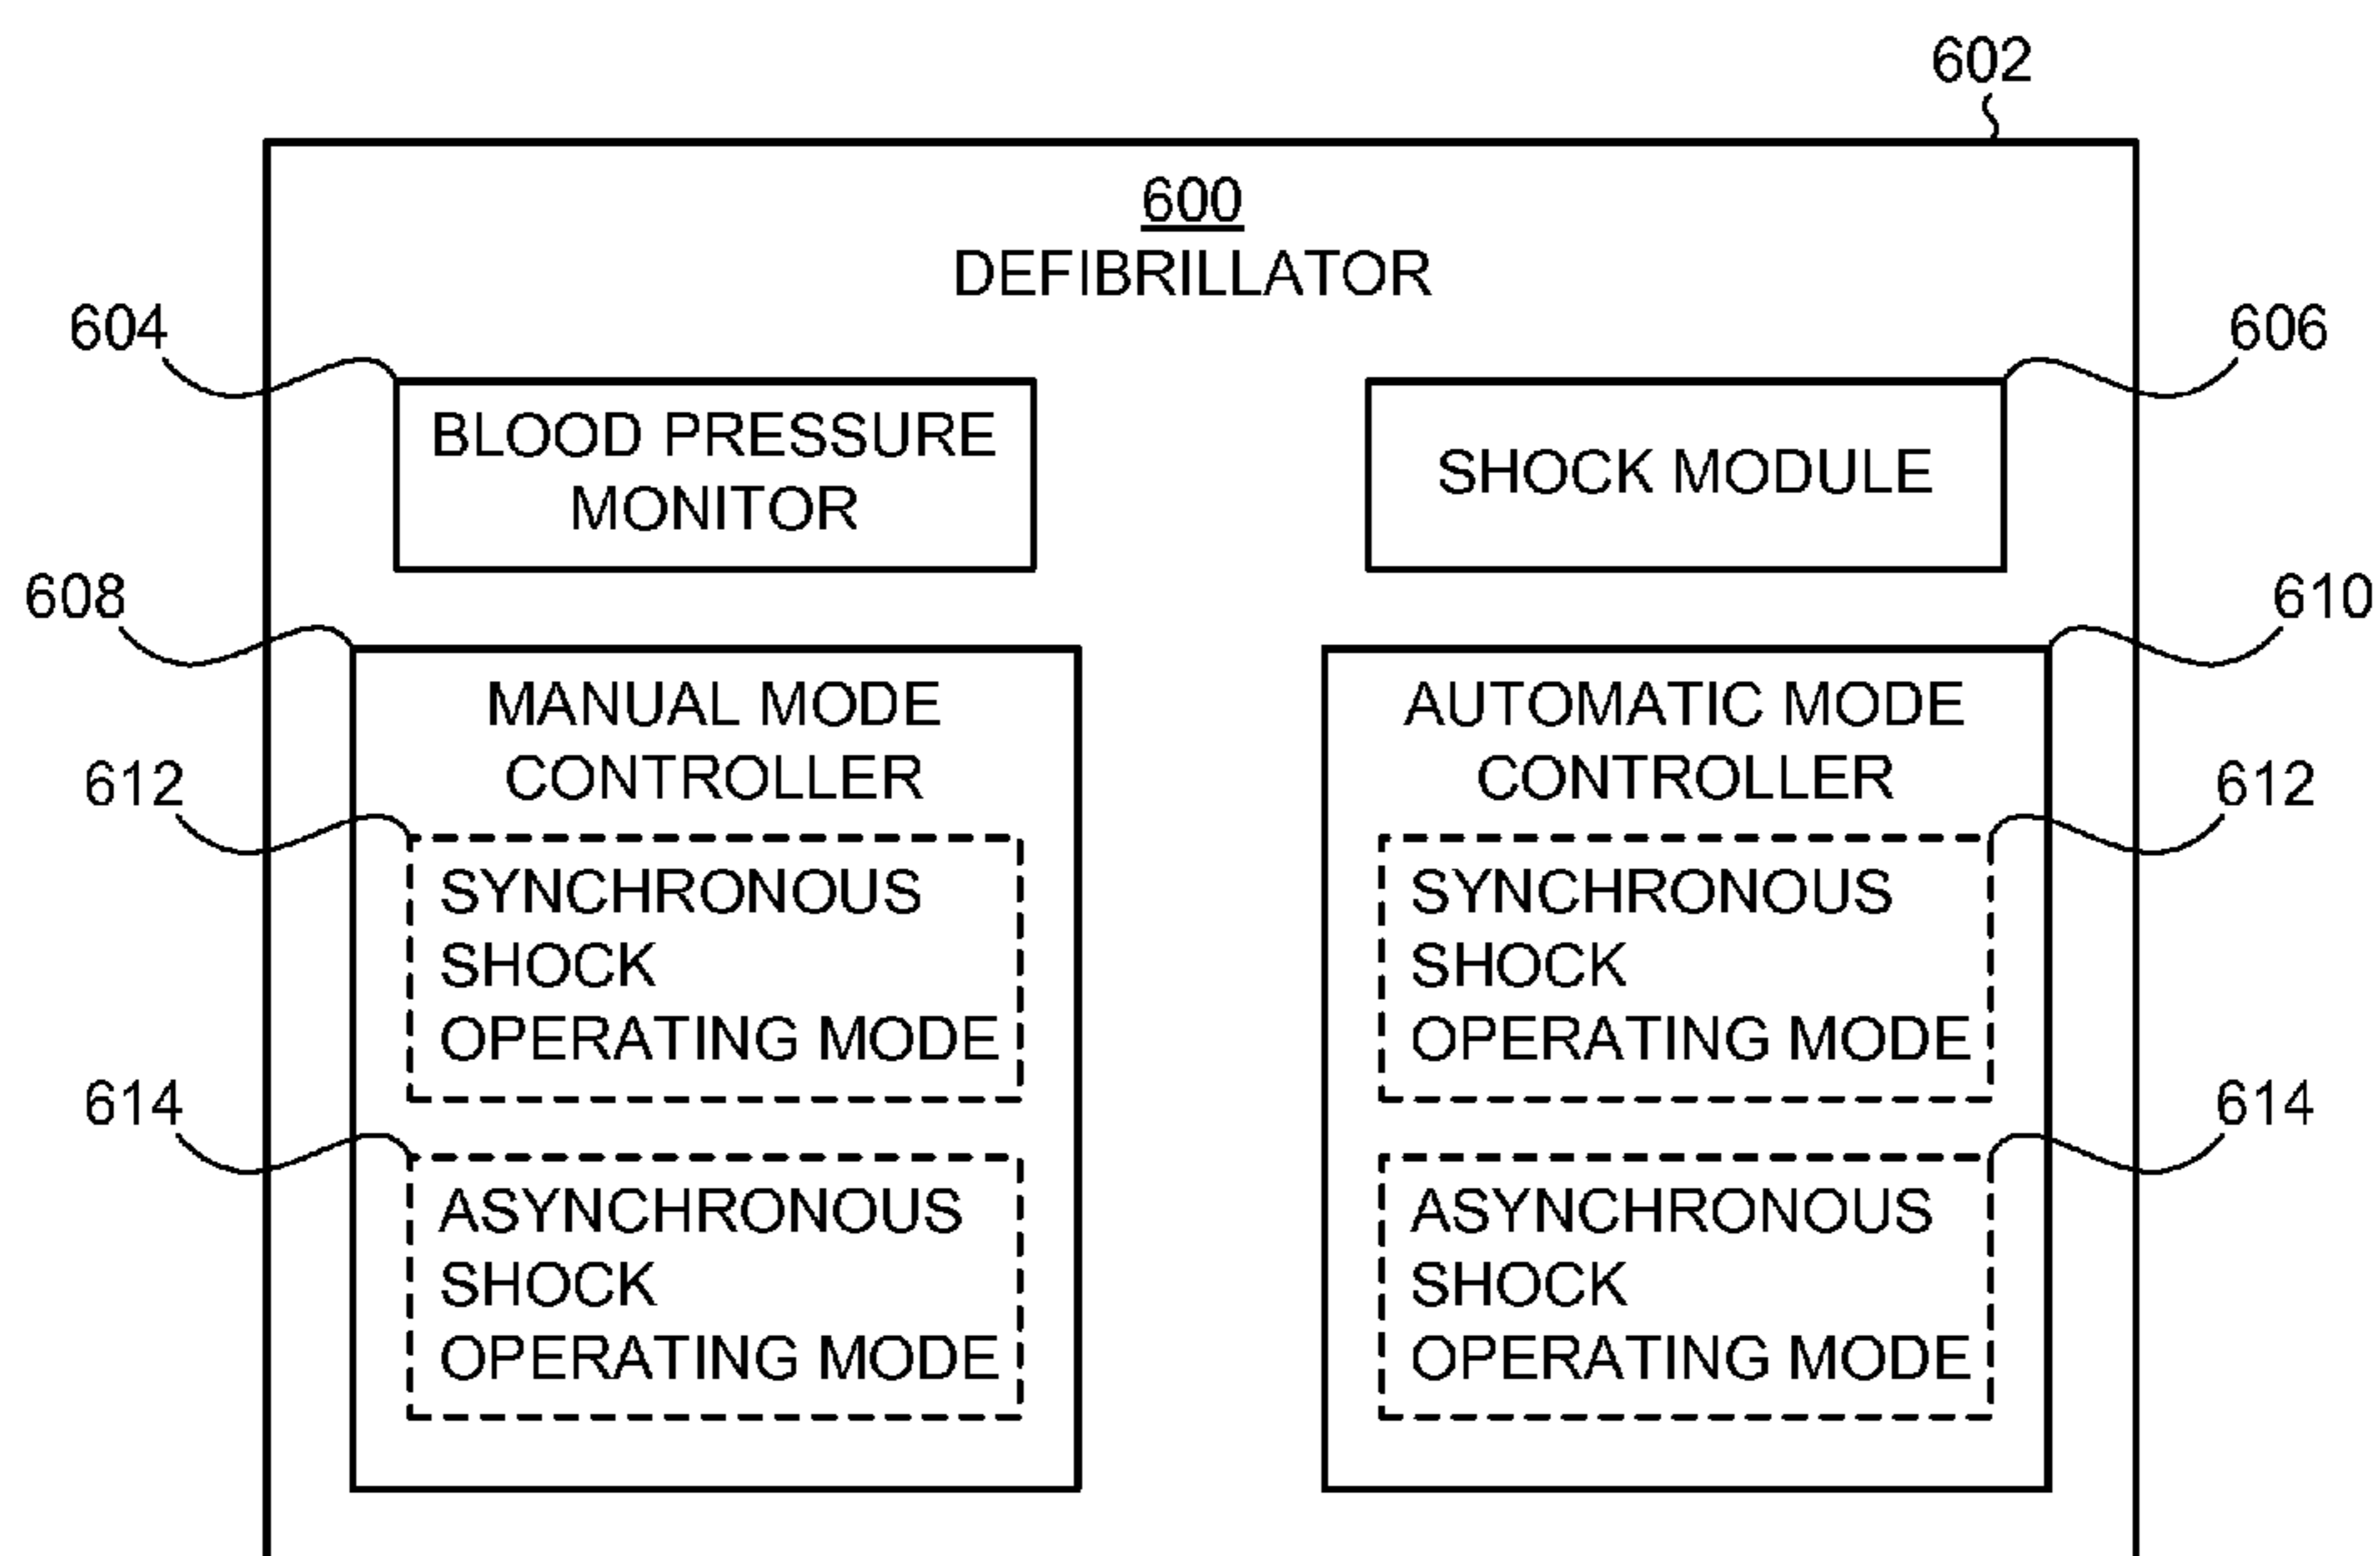 602
600
DEFIBRILLATOR
604
606
BLOOD PRESSURE
MONITOR
SHOCK MODULE
608
610
MANUAL MODE
CONTROLLER
612
SYNCHRONOUS
SHOCK
OPERATING MODE
614
ASYNCHRONOUS
SHOCK
OPERATING MODE
AUTOMATIC MODE
CONTROLLER
612
SYNCHRONOUS
SHOCK
OPERATING MODE
614
ASYNCHRONOUS
SHOCK
OPERATING MODE